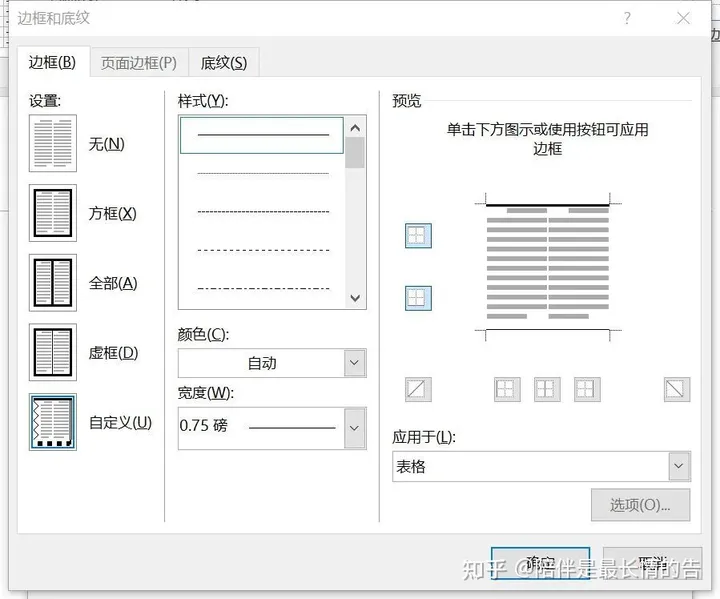 边框和底纹
边框(B)
页面边框(P)
底纹(S)
设置:
无(N)
方框(X)
全部(A)
虚框(D)
自定义(U)
样式(Y):
颜色(C):
自动
宽度(W):
0.75 磅
预览
单击下方图示或使用按钮可应用
边框
应用于(L):
表格
选项(O)...
确定
取消
知乎 @陪伴是最长情的告